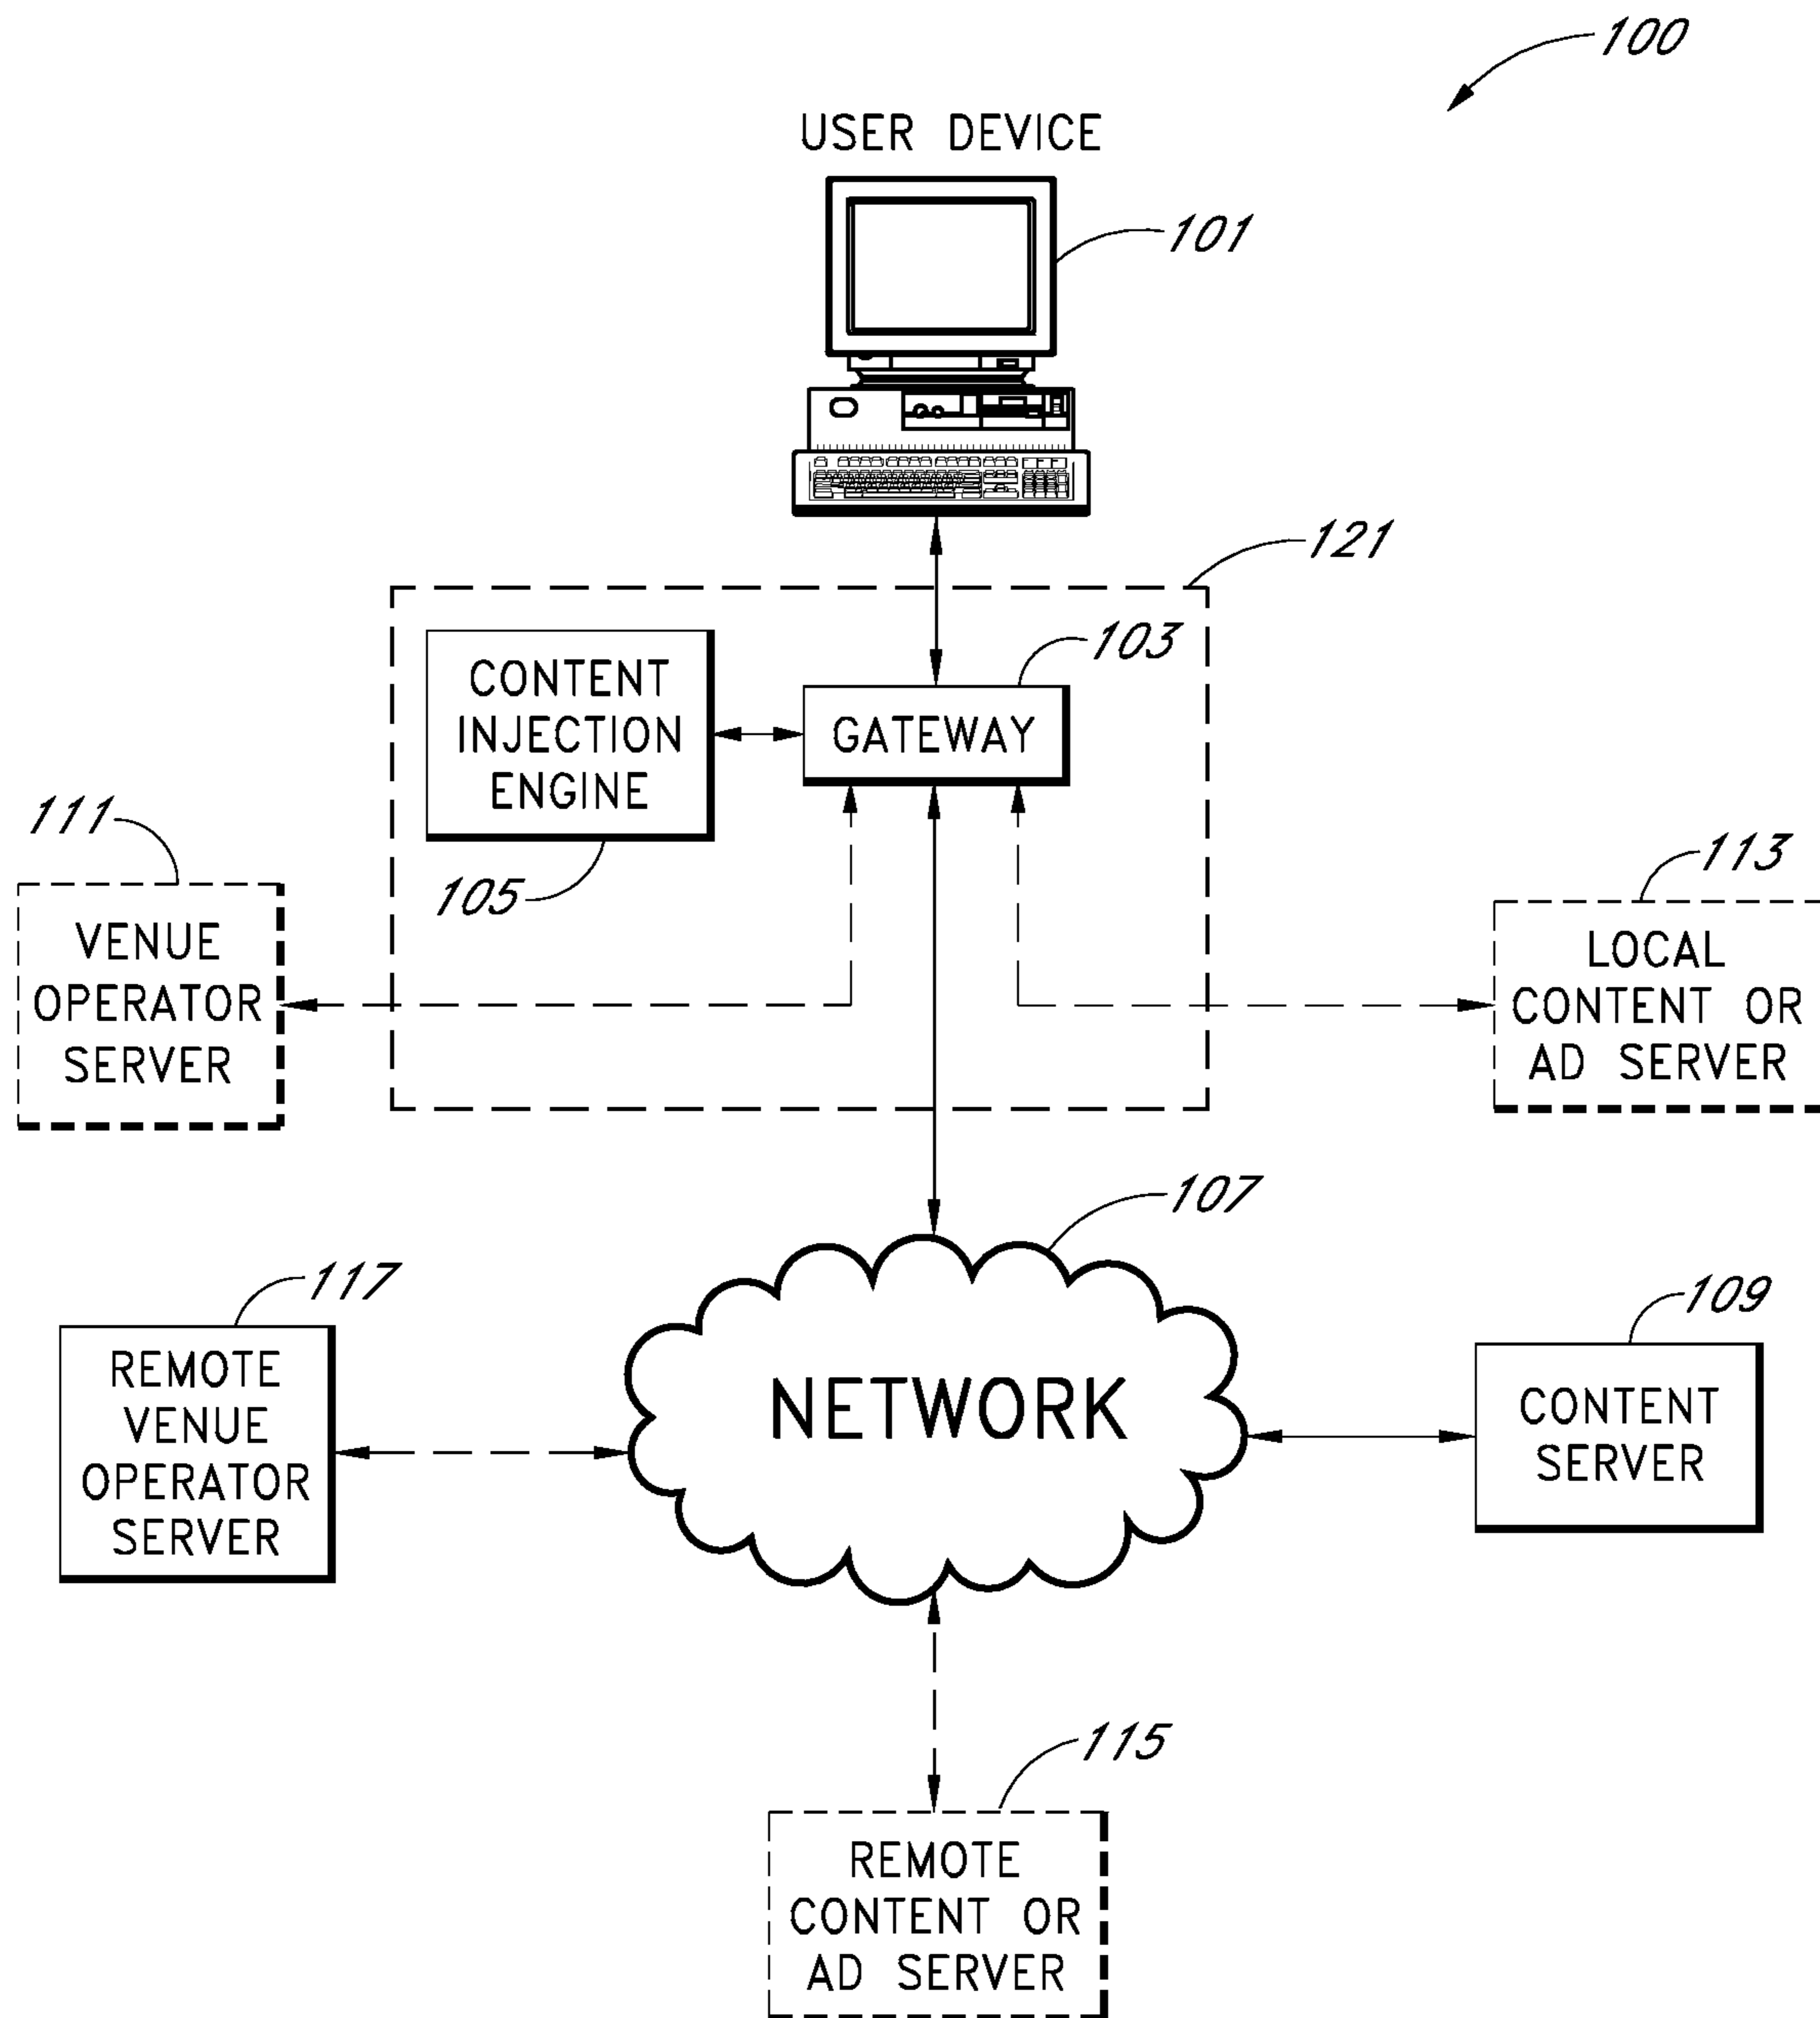 100
USER DEVICE
101
121
103
CONTENT
INJECTION
ENGINE
GATEWAY
111
105
113
VENUE
OPERATOR
SERVER
LOCAL
CONTENT OR
AD SERVER
107
117
109
REMOTE
VENUE
OPERATOR
SERVER
NETWORK
CONTENT
SERVER
115
REMOTE
CONTENT OR
AD SERVER